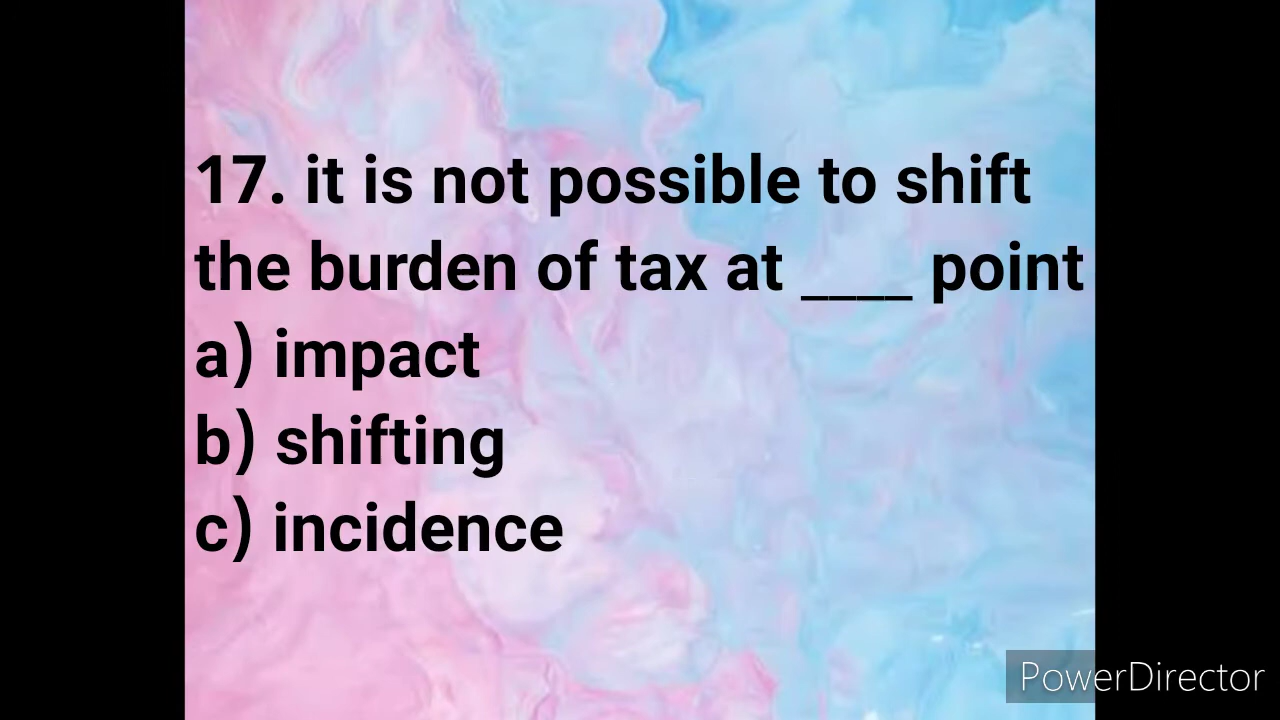 17. it is not possible to shift
the burden of tax at ____ point
a) impact
b) shifting
c) incidence
PowerDirector